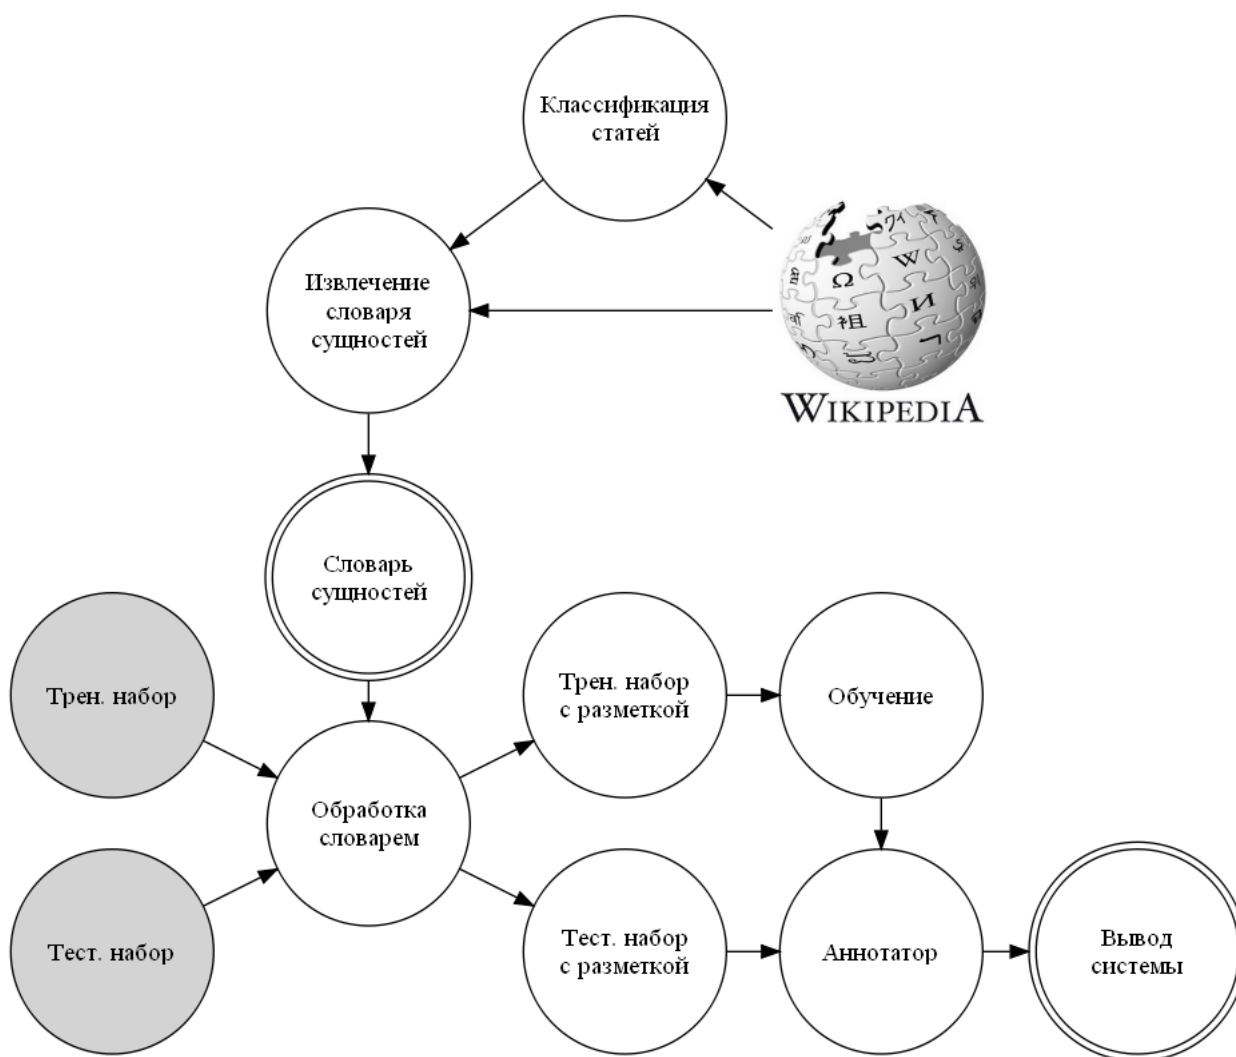 Классификация
статей
Извлечение
словаря
сущностей
Ω
W
祖
И
WIKIPEDIA
Словарь
сущностей
Трен. набор
Трен. набор
с разметкой
Обучение
Обработка
словарем
Тест. набор
Тест. набор
с разметкой
Аннотатор
Вывод
системы